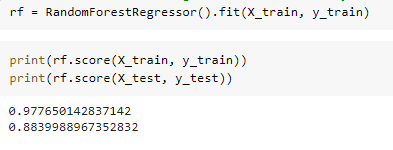 rf = RandomForestRegressor().fit(X_train, y_train)
print(rf.score(X_train, y_train))
print(rf.score(X_test, y_test))
0.977650142837142
0.8839988967352832